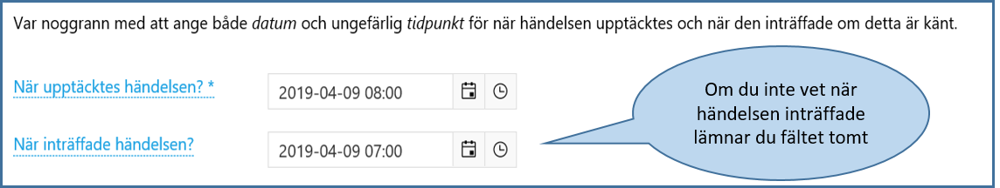 Var noggrann med att ange både datum och ungefärlig tidpunkt för när händelsen upptäcktes och när den inträffade om detta är känt.
När upptäcktes händelsen? *
2019-04-09 08:00
När inträffade händelsen?
2019-04-09 07:00
Om du inte vet när
händelsen inträffade
lämnar du fältet tomt